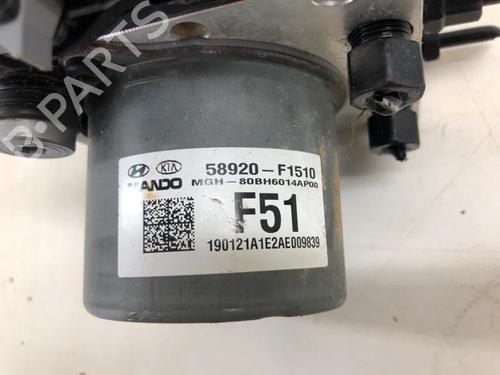 B-PARTS
KIA
58920-F1510
MANDO
MGH-80BH6014AP00
F51
190121A1E2AE009839